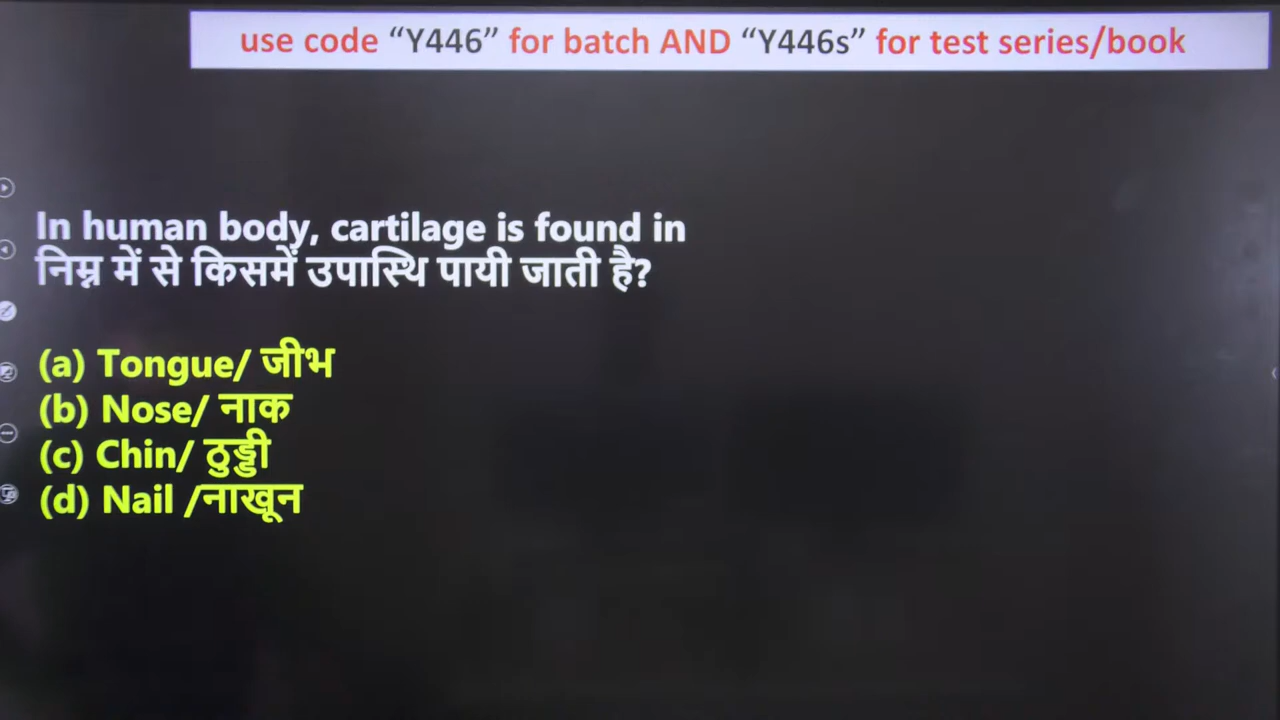 use code “Y446” for batch AND “Y446s” for test series/book
In human body, cartilage is found in
निम्न में से किसमें उपास्थि पायी जाती है?
(a) Tongue/ जीभ
(b) Nose/ नाक
(c) Chin/ ठुड्डी
(d) Nail /नाखून